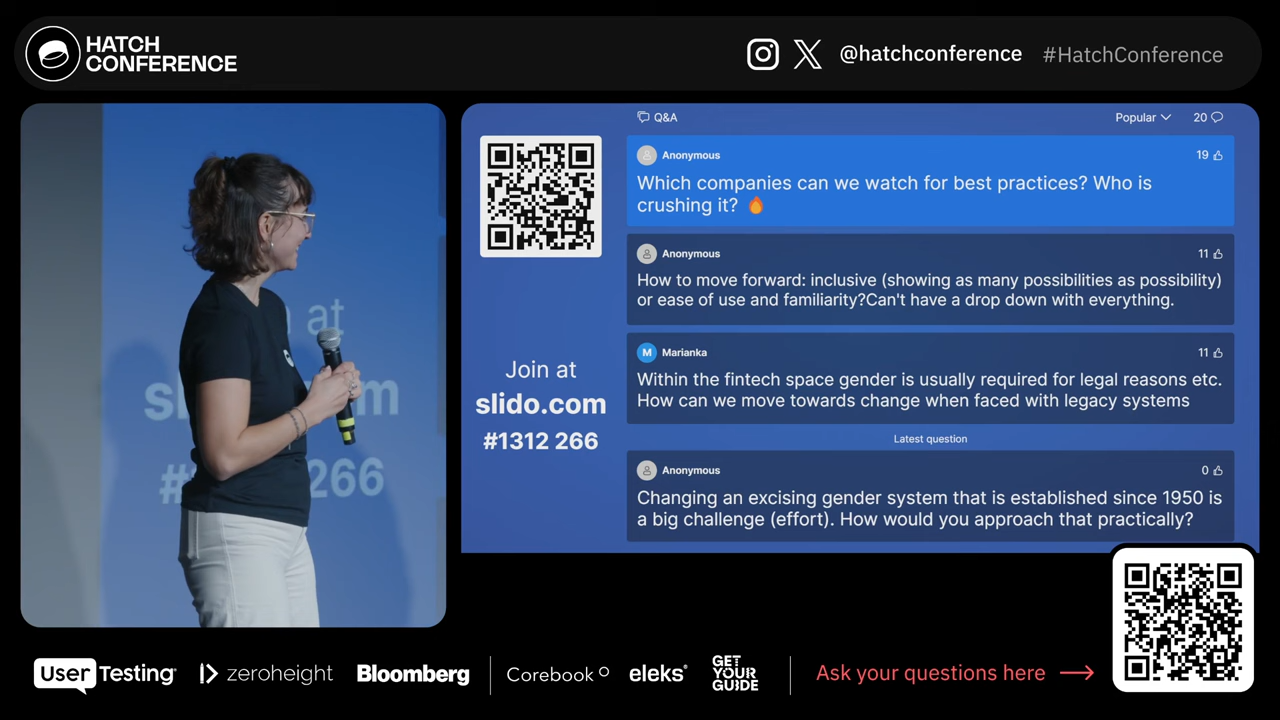 HATCH
CONFERENCE
@hatchconference #HatchConference
at
sl m
# 266
Q&A
Popular 20
Anonymous
19
Which companies can we watch for best practices? Who is
crushing it?
Anonymous
11
How to move forward: inclusive (showing as many possibilities as possibility)
or ease of use and familiarity?Can't have a drop down with everything.
M Marianka
11
Within the fintech space gender is usually required for legal reasons etc.
How can we move towards change when faced with legacy systems
Latest question
Anonymous
0
Changing an excising gender system that is established since 1950 is
a big challenge (effort). How would you approach that practically?
Join at
slido.com
#1312 266
UserTesting
zeroheight
Bloomberg
Corebook
eleks
GET
YOUR
GUIDE
Ask your questions here